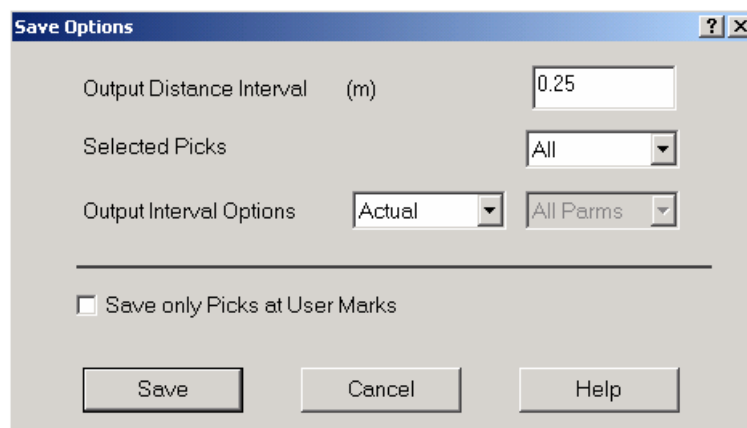 Save Options
Output Distance Interval (m) 0.25
Selected Picks All
Output Interval Options Actual All Parms
Save only Picks at User Marks
Save Cancel Help